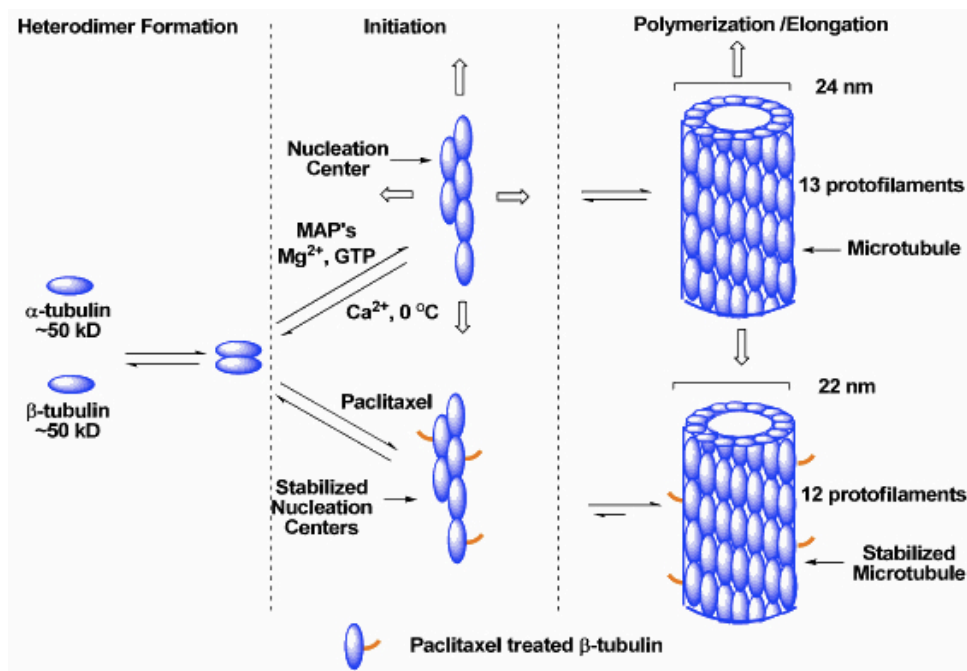 Heterodimer Formation
Initiation
Polymerization /Elongation
24 nm
Nucleation
Center
13 protofilaments
MAP's
Mg²⁺, GTP
Microtubule
α-tubulin
~50 kD
Ca²⁺, 0 °C
β-tubulin
~50 kD
Paclitaxel
22 nm
Stabilized
Nucleation
Centers
12 protofilaments
Stabilized
Microtubule
Paclitaxel treated β-tubulin